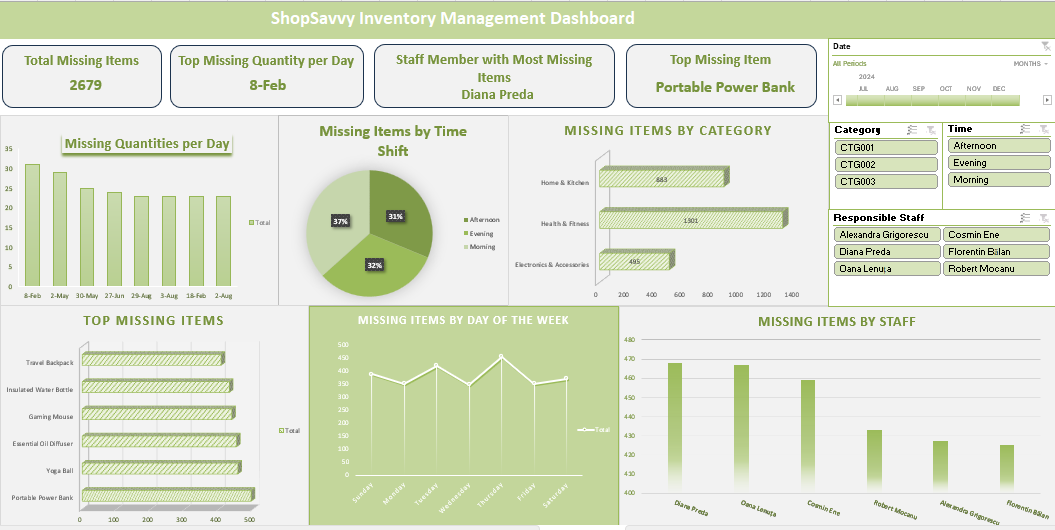 ShopSavvy Inventory Management Dashboard
Total Missing Items
2679
Top Missing Quantity per Day
8-Feb
Staff Member with Most Missing
Items
Diana Preda
Top Missing Item
Portable Power Bank
Date
All Periods
MONTHS
2024
JUL AUG SEP OCT NOV DEC
Category
CTG001
CTG002
CTG003
Time
Afternoon
Evening
Morning
Responsible Staff
Alexandra Grigorescu
Cosmin Ene
Diana Preda
Florentin Bălan
Oana Lenuța
Robert Mocanu
Missing Quantities per Day
35
30
25
20
15
10
5
0
8-Feb 2-May 30-May 27-Jun 29-Aug 3-Aug 18-Feb 2-Aug
Total
Missing Items by Time
Shift
37%
31%
32%
Afternoon
Evening
Morning
MISSING ITEMS BY CATEGORY
Home & Kitchen
883
Health & Fitness
1301
Electronics & Accessories
495
0 200 400 600 800 1000 1200 1400
TOP MISSING ITEMS
Travel Backpack
Insulated Water Bottle
Gaming Mouse
Essential Oil Diffuser
Yoga Ball
Portable Power Bank
0 100 200 300 400 500
Total
MISSING ITEMS BY DAY OF THE WEEK
500
450
400
350
300
250
200
150
100
50
0
Sunday Monday Tuesday Wednesday Thursday Friday Saturday
Total
MISSING ITEMS BY STAFF
480
470
460
450
440
430
420
410
400
Diana Preda Oana Lenuța Cosmin Ene Robert Mocanu Alexandra Grigorescu Florentin Bălan